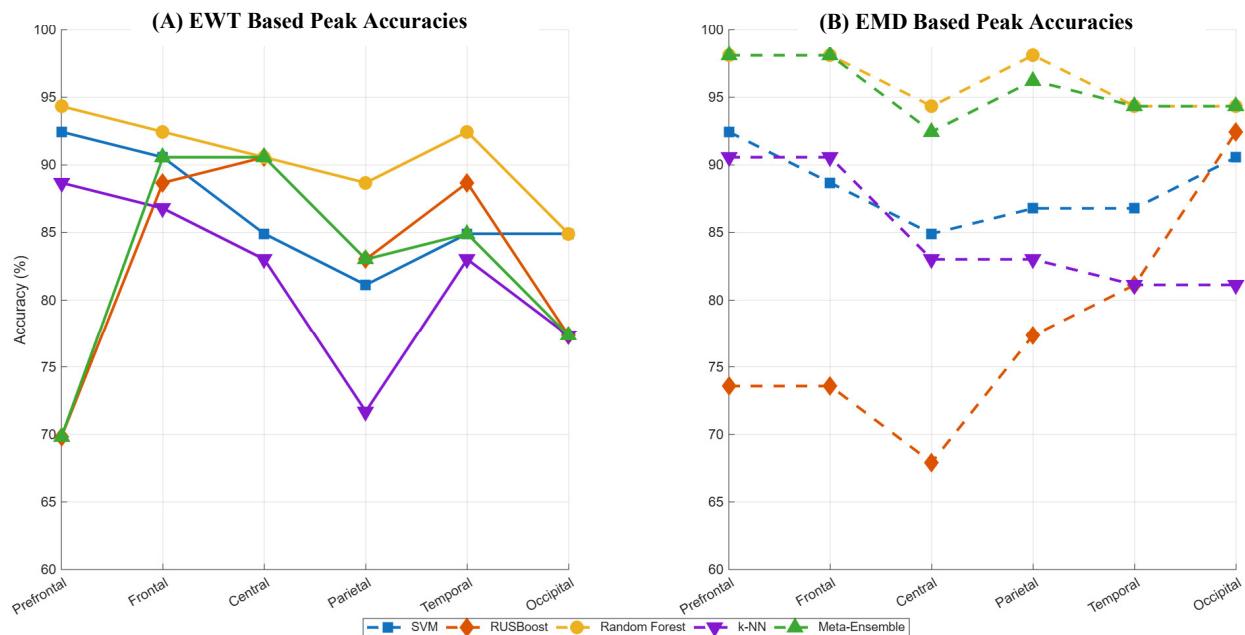 (A) EWT Based Peak Accuracies
100
95
90
85
80
75
70
65
60
Accuracy (%)
Prefrontal
Frontal
Central
Parietal
Temporal
Occipital
(B) EMD Based Peak Accuracies
100
95
90
85
80
75
70
65
60
Prefrontal
Frontal
Central
Parietal
Temporal
Occipital
SVM RUSBoost Random Forest k-NN Meta-Ensemble